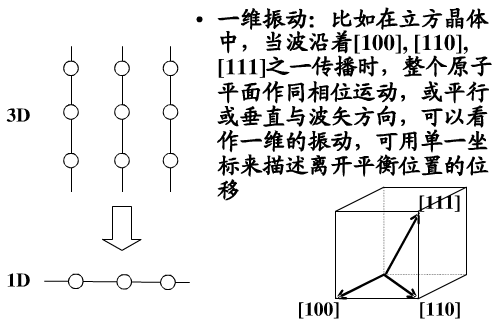 • 一维振动：比如在立方晶体
中，当波沿着[100], [110],
[111]之一传播时，整个原子
平面作同相位运动，或平行
或垂直与波矢方向，可以看
作一维的振动，可用单一坐
标来描述离开平衡位置的位
移
3D
1D
[111]
[100]
[110]